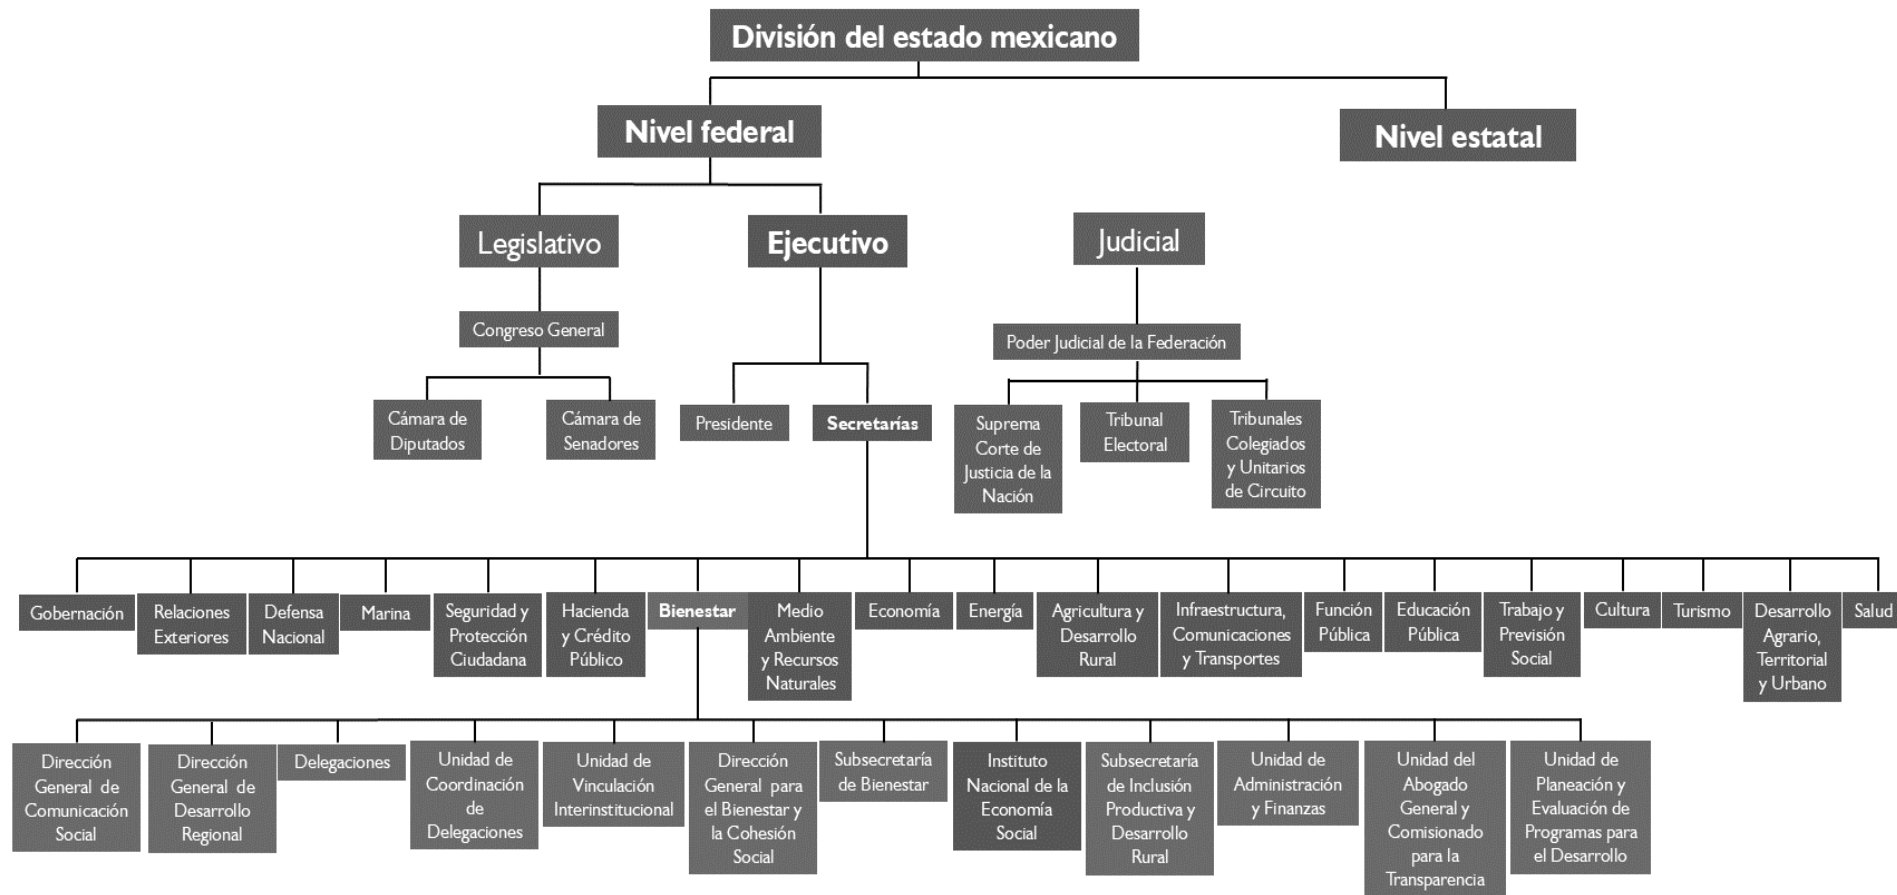 División del estado mexicano
Nivel federal
Nivel estatal
Legislativo
Ejecutivo
Judicial
Congreso General
Poder Judicial de la Federación
Cámara de
Diputados
Cámara de
Senadores
Presidente
Secretarías
Suprema
Corte de
Justicia de la
Nación
Tribunal
Electoral
Tribunales
Colegiados
y Unitarios
de Circuito
Gobernación
Relaciones
Exteriores
Defensa
Nacional
Marina
Seguridad y
Protección
Ciudadana
Hacienda
y Crédito
Público
Bienestar
Medio
Ambiente
y Recursos
Naturales
Economía
Energía
Agricultura y
Desarrollo
Rural
Infraestructura,
Comunicaciones
y Transportes
Función
Pública
Educación
Pública
Trabajo y
Previsión
Social
Cultura
Turismo
Desarrollo
Agrario,
Territorial
y Urbano
Salud
Dirección
General de
Comunicación
Social
Dirección
General de
Desarrollo
Regional
Delegaciones
Unidad de
Coordinación
de
Delegaciones
Unidad de
Vinculación
Interinstitucional
Dirección
General para
el Bienestar y
la Cohesión
Social
Subsecretaría
de Bienestar
Instituto
Nacional de la
Economía
Social
Subsecretaría
de Inclusión
Productiva y
Desarrollo
Rural
Unidad de
Administración
y Finanzas
Unidad del
Abogado
General y
Comisionado
para la
Transparencia
Unidad de
Planeación y
Evaluación de
Programas para
el Desarrollo